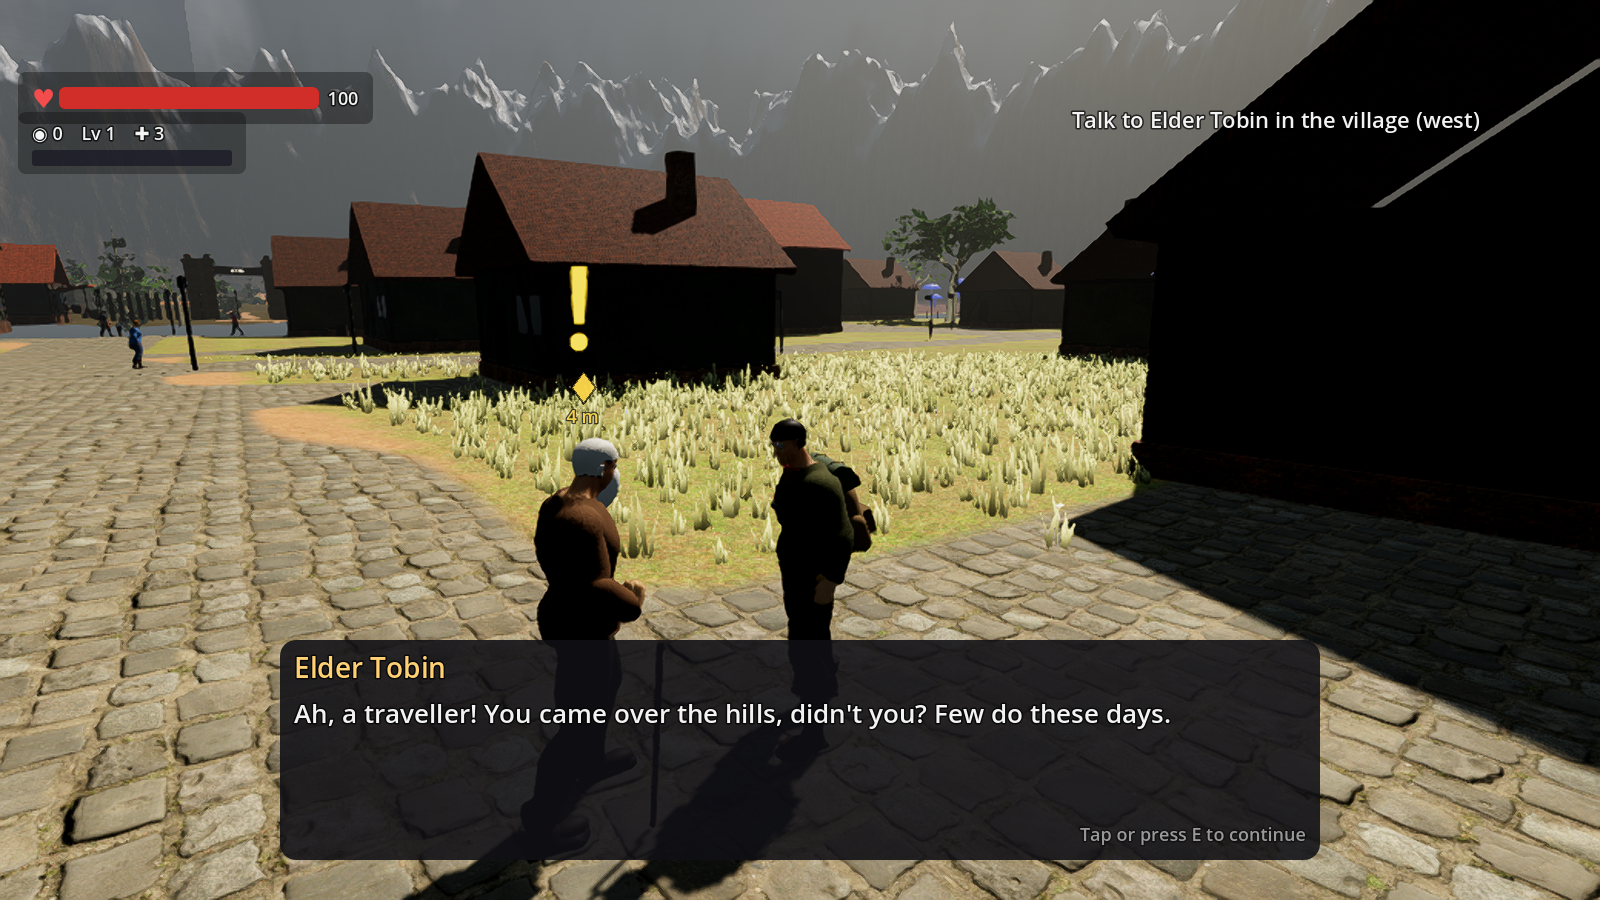 100
0 Lv 1 3
Talk to Elder Tobin in the village (west)
4 m
Elder Tobin
Ah, a traveller! You came over the hills, didn't you? Few do these days.
Tap or press E to continue